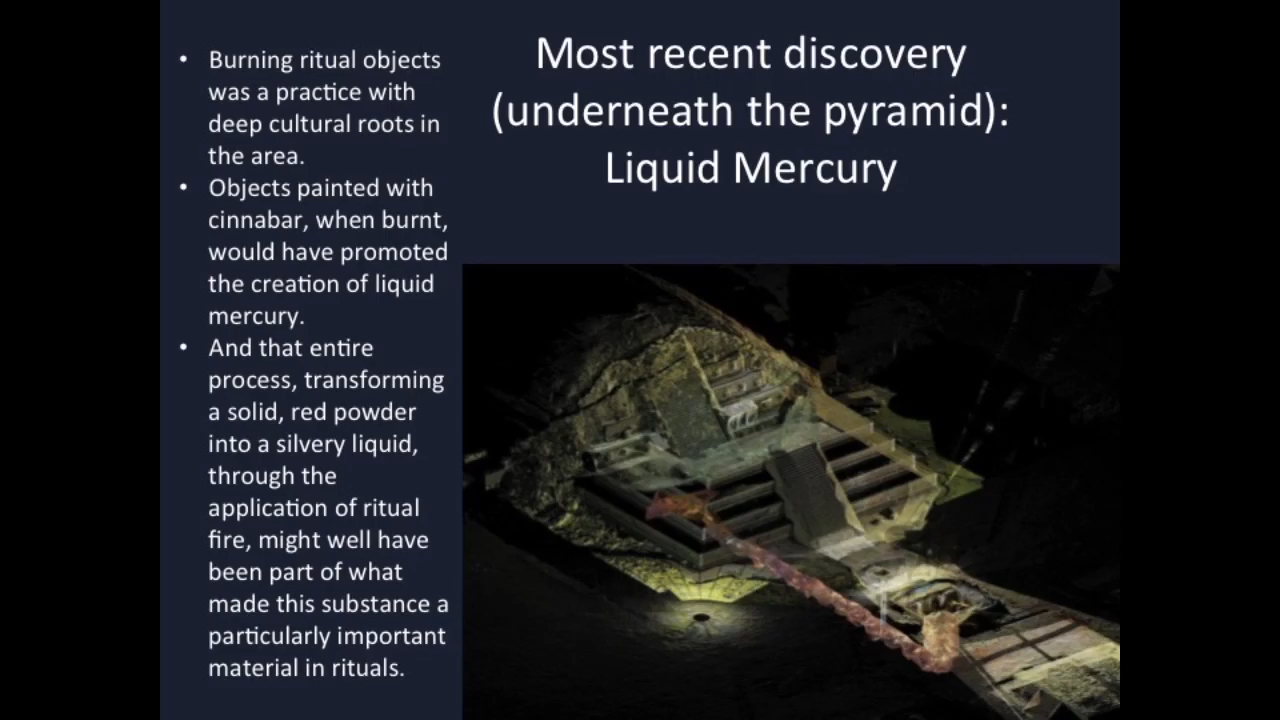 Most recent discovery
(underneath the pyramid):
Liquid Mercury
• Burning ritual objects
was a practice with
deep cultural roots in
the area.
• Objects painted with
cinnabar, when burnt,
would have promoted
the creation of liquid
mercury.
• And that entire
process, transforming
a solid, red powder
into a silvery liquid,
through the
application of ritual
fire, might well have
been part of what
made this substance a
particularly important
material in rituals.